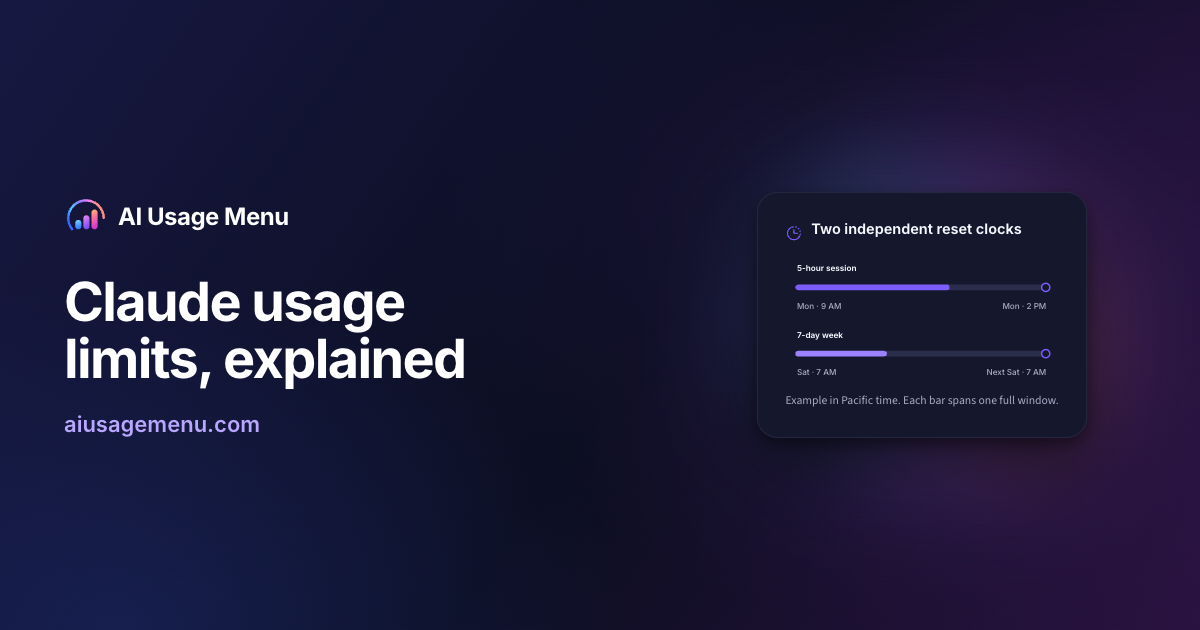 AI Usage Menu
Claude usage
limits, explained
aiusagemenu.com
Two independent reset clocks
5-hour session
Mon · 9 AM
Mon · 2 PM
7-day week
Sat · 7 AM
Next Sat · 7 AM
Example in Pacific time. Each bar spans one full window.